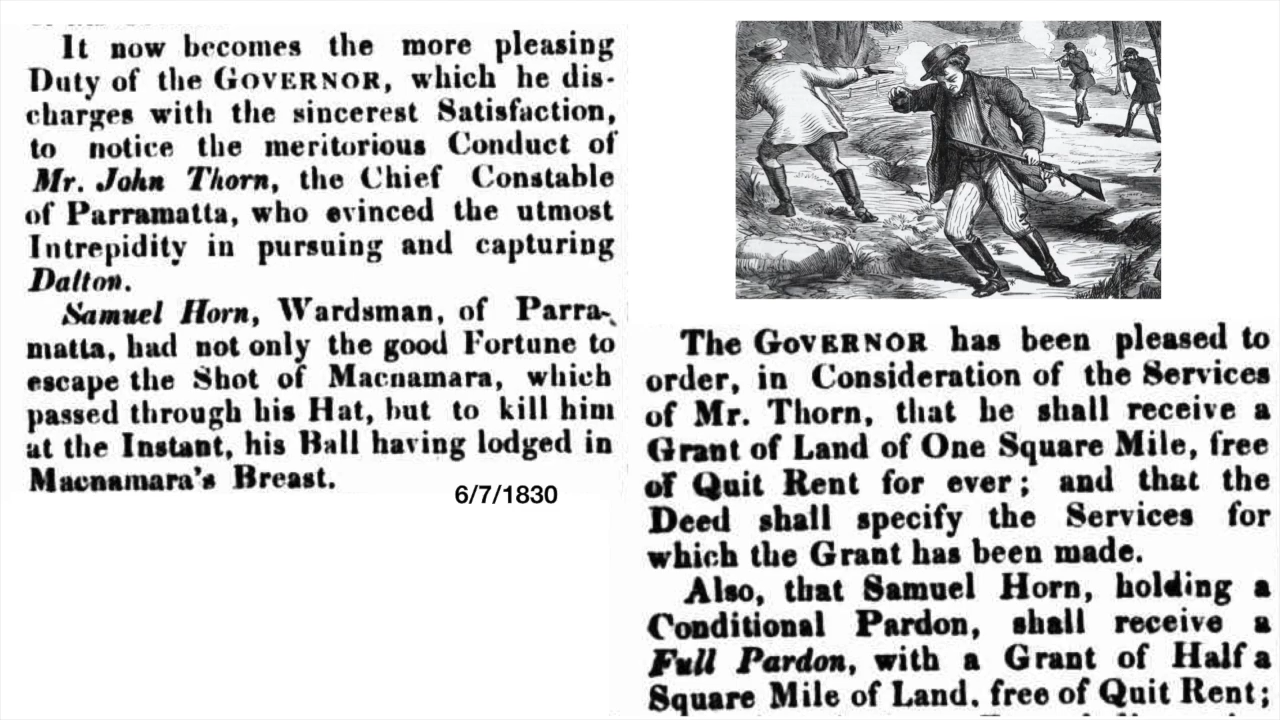 It now becomes the more pleasing
Duty of the GOVERNOR, which he dis-
charges with the sincerest Satisfaction,
to notice the meritorious Conduct of
Mr. John Thorn, the Chief Constable
of Parramatta, who evinced the utmost
Intrepidity in pursuing and capturing
Dalton.
Samuel Horn, Wardsman, of Parra-
matta, had not only the good Fortune to
escape the Shot of Macnamara, which
passed through his Hat, but to kill him
at the Instant, his Ball having lodged in
Macnamara's Breast.
6/7/1830
The GOVERNOR has been pleased to
order, in Consideration of the Services
of Mr. Thorn, that he shall receive a
Grant of Land of One Square Mile, free
of Quit Rent for ever; and that the
Deed shall specify the Services for
which the Grant has been made.
Also, that Samuel Horn, holding a
Conditional Pardon, shall receive a
Full Pardon, with a Grant of Half a
Square Mile of Land, free of Quit Rent;